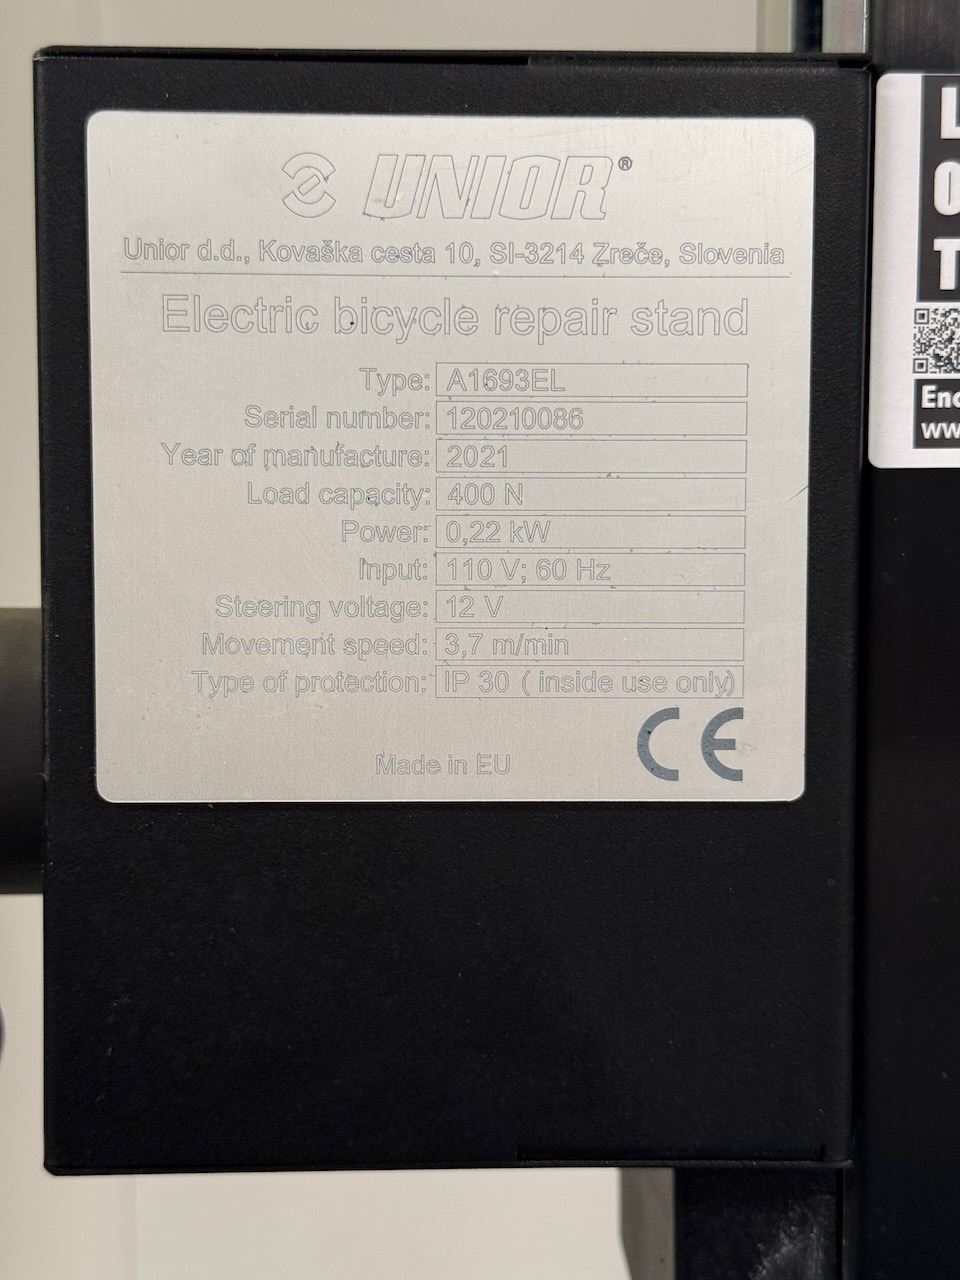 UNIOR®
Unior d.d., Kovaška cesta 10, SI-3214 Zreče, Slovenia
Electric bicycle repair stand
Type: A1693EL
Serial number: 120210086
Year of manufacture: 2021
Load capacity: 400 N
Power: 0,22 kW
Input: 110 V; 60 Hz
Steering voltage: 12 V
Movement speed: 3,7 m/min
Type of protection: IP 30 ( inside use only)
CE
Made in EU
L
O
T